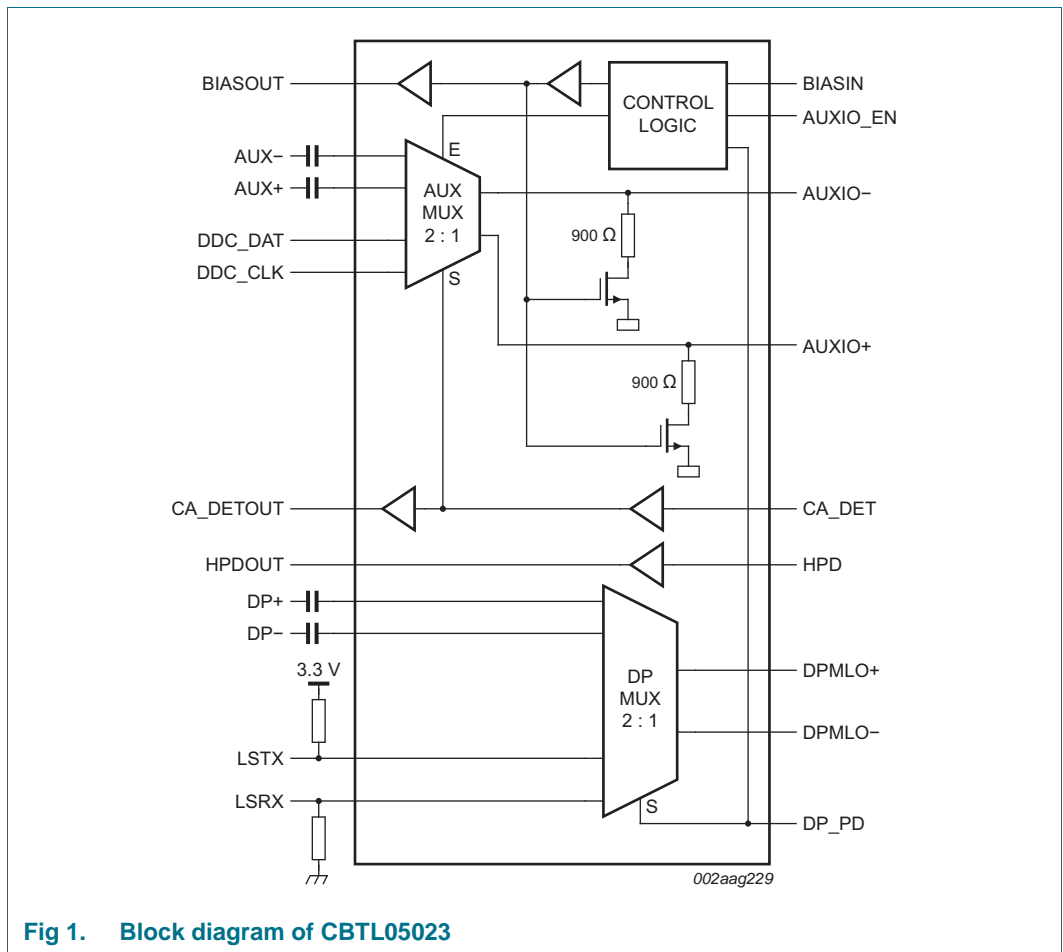 BIASOUT
CONTROL
LOGIC
BIASIN
AUXIO_EN
AUX−
AUX+
E
AUX
MUX
2 : 1
AUXIO−
900 Ω
DDC_DAT
DDC_CLK
S
AUXIO+
900 Ω
CA_DETOUT
CA_DET
HPDOUT
HPD
DP+
DP−
3.3 V
DP
MUX
2 : 1
DPMLO+
DPMLO−
LSTX
LSRX
S
DP_PD
002aag229
Fig 1. Block diagram of CBTL05023